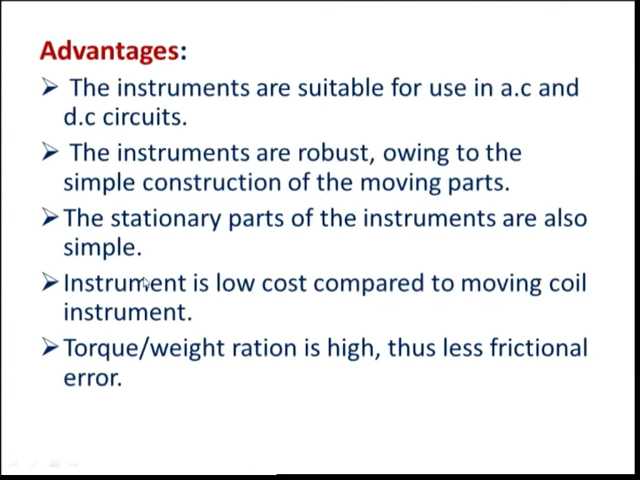 Advantages:
➢ The instruments are suitable for use in a.c and
d.c circuits.
➢ The instruments are robust, owing to the
simple construction of the moving parts.
➢The stationary parts of the instruments are also
simple.
➢Instrument is low cost compared to moving coil
instrument.
➢Torque/weight ration is high, thus less frictional
error.